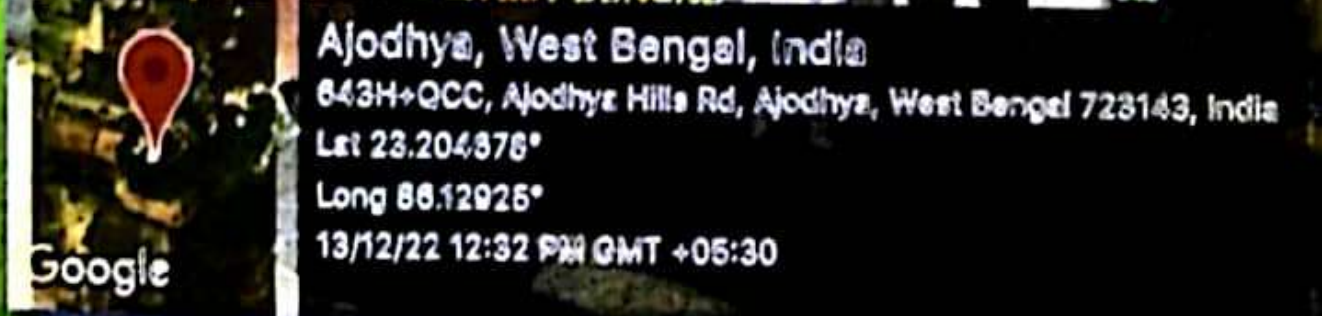 Ajodhya, West Bengal, India
643H+QCC, Ajodhya Hills Rd, Ajodhya, West Bengal 723143, India
Lat 23.204878°
Long 86.12925°
13/12/22 12:32 PM GMT +05:30
Google